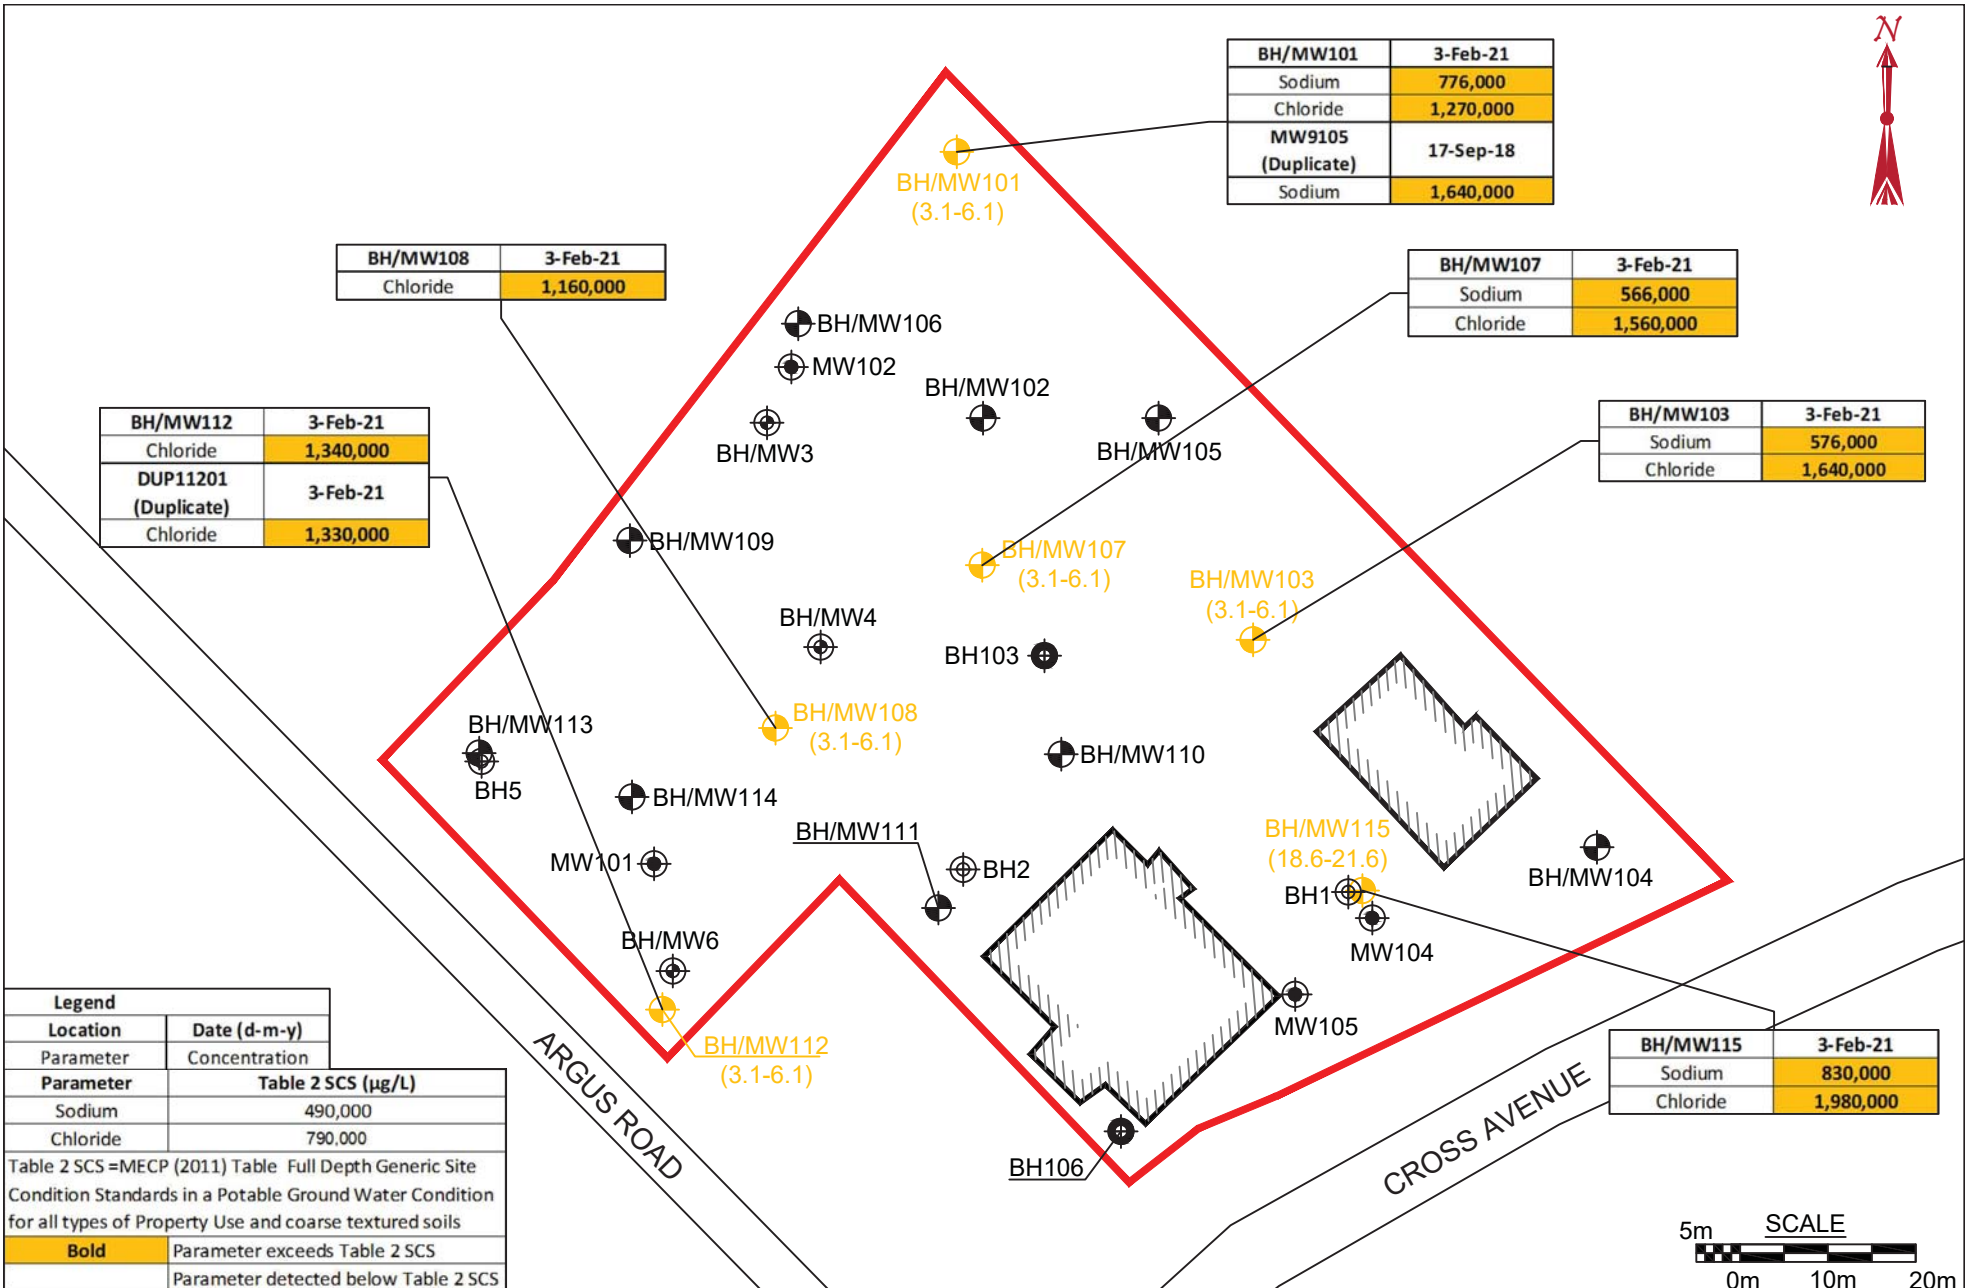 N
BH/MW101 3-Feb-21
Sodium 776,000
Chloride 1,270,000
MW9105 (Duplicate) 17-Sep-18
Sodium 1,640,000
BH/MW101
(3.1-6.1)
BH/MW108 3-Feb-21
Chloride 1,160,000
BH/MW107 3-Feb-21
Sodium 566,000
Chloride 1,560,000
BH/MW106
MW102
BH/MW102
BH/MW3
BH/MW105
BH/MW112 3-Feb-21
Chloride 1,340,000
DUP11201 (Duplicate) 3-Feb-21
Chloride 1,330,000
BH/MW103 3-Feb-21
Sodium 576,000
Chloride 1,640,000
BH/MW109
BH/MW107
(3.1-6.1)
BH/MW103
(3.1-6.1)
BH/MW4
BH103
BH/MW108
(3.1-6.1)
BH/MW113
BH5
BH/MW110
BH/MW114
BH/MW111
BH/MW115
(18.6-21.6)
MW101
BH2
BH1
BH/MW104
MW104
BH/MW6
MW105
BH/MW112
(3.1-6.1)
BH106
ARGUS ROAD
CROSS AVENUE
BH/MW115 3-Feb-21
Sodium 830,000
Chloride 1,980,000
Legend
Location Date (d-m-y)
Parameter Concentration
Parameter Table 2 SCS (µg/L)
Sodium 490,000
Chloride 790,000
Table 2 SCS =MECP (2011) Table Full Depth Generic Site
Condition Standards in a Potable Ground Water Condition
for all types of Property Use and coarse textured soils
Bold Parameter exceeds Table 2 SCS
Parameter detected below Table 2 SCS
5m SCALE
0m 10m 20m